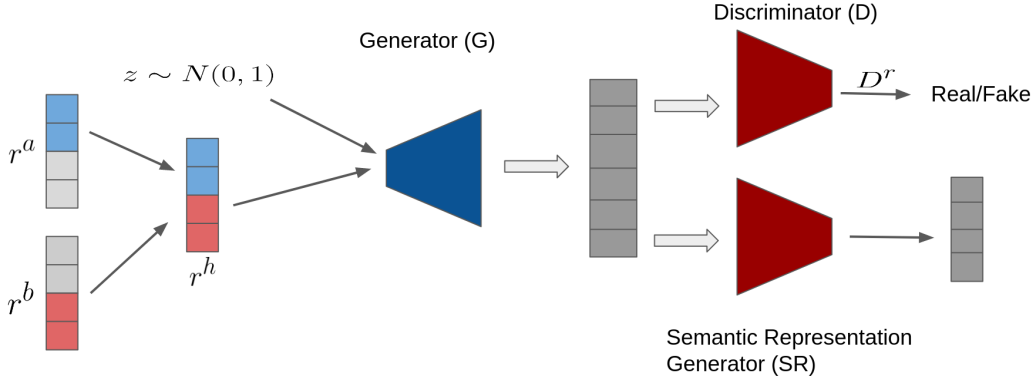 Discriminator (D)
Generator (G)
z ∼ N(0, 1)
D^r
Real/Fake
r^a
r^h
r^b
Semantic Representation
Generator (SR)